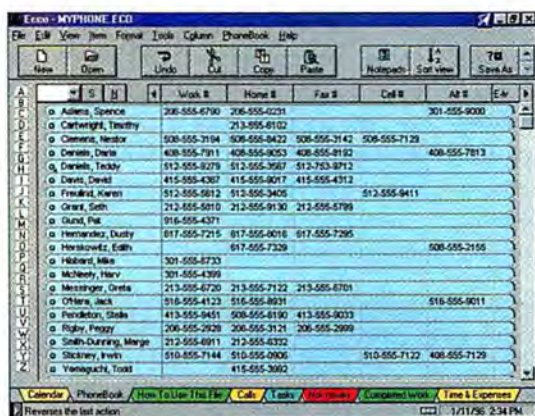 Ecco - MYPHONE.ECO
File Edit View Item Format Tools Column PhoneBook Help
New Open Undo Cut Copy Paste Notepads Sort view Save As
S N Work # Home # Fax # Cell # Alt # E-Mr
Adams, Spence 206-555-6790 206-555-0231 301-555-9000
Cartwright, Timothy 213-555-6102
Clemens, Nestor 508-555-3194 508-555-8422 508-555-3142 508-555-7129
Daniels, Darla 408-555-7911 408-555-9053 408-555-8192 408-555-7813
Daniels, Teddy 512-555-9279 512-555-3567 512-753-9712
Davis, David 415-555-4367 415-555-9017 415-555-4312
Freulind, Karen 512-555-5612 512-555-3405 512-555-9411
Grant, Seth 212-555-5810 212-555-9130 212-555-5799
Gund, Pat 916-555-4371
Hernandez, Dusty 617-555-7215 617-555-8016 617-555-7295
Herskowitz, Edith 617-555-7329 508-555-2155
Hibbard, Mike 301-555-8733
McNeely, Harv 301-555-4399
Messinger, Greta 213-555-6720 213-555-7122 213-555-6701
O'Hara, Jack 516-555-4123 516-555-8931 516-555-9011
Pendleton, Stella 413-555-9451 508-555-6190 413-555-9033
Rigby, Peggy 206-555-2828 206-555-3121 206-555-2999
Smith-Dunning, Marge 212-555-6911 212-555-6332
Stickney, Irwin 510-555-7144 510-555-0906 510-555-7122 408-555-7129
Yamaguchi, Todd 415-555-3992
A
B
C
D
E
F
G
H
I
J
K
L
M
N
O
P
Q
R
S
T
U
V
W
X
Y
Z
Calendar PhoneBook How To Use This File Calls Tasks Hot Issues Completed Work Time & Expenses
Reverses the last action 1/11/96 2:34 PM